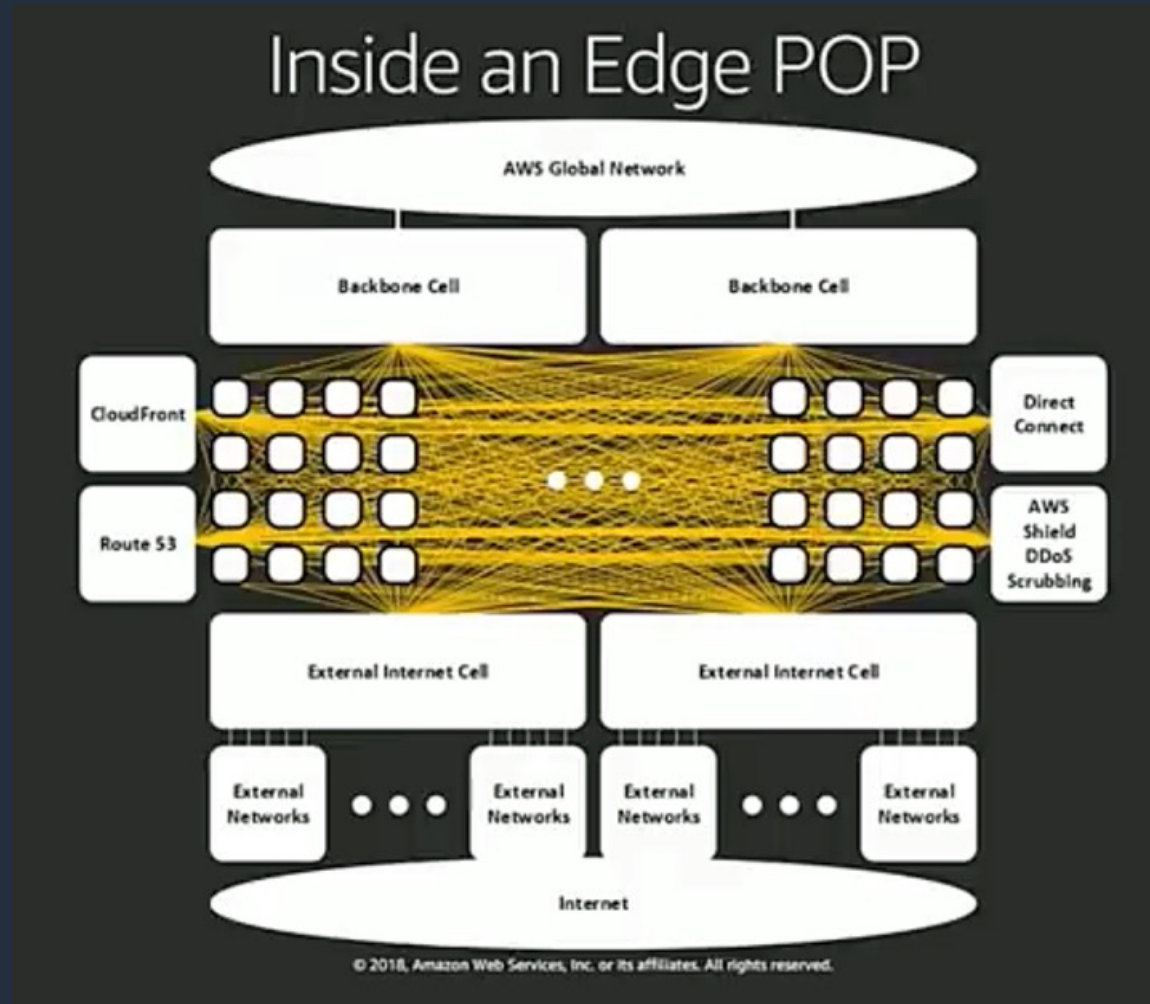 Inside an Edge POP
AWS Global Network
Backbone Cell
Backbone Cell
CloudFront
Direct
Connect
Route 53
AWS
Shield
DDoS
Scrubbing
External Internet Cell
External Internet Cell
External
Networks
External
Networks
External
Networks
External
Networks
Internet
© 2018, Amazon Web Services, Inc. or its affiliates. All rights reserved.